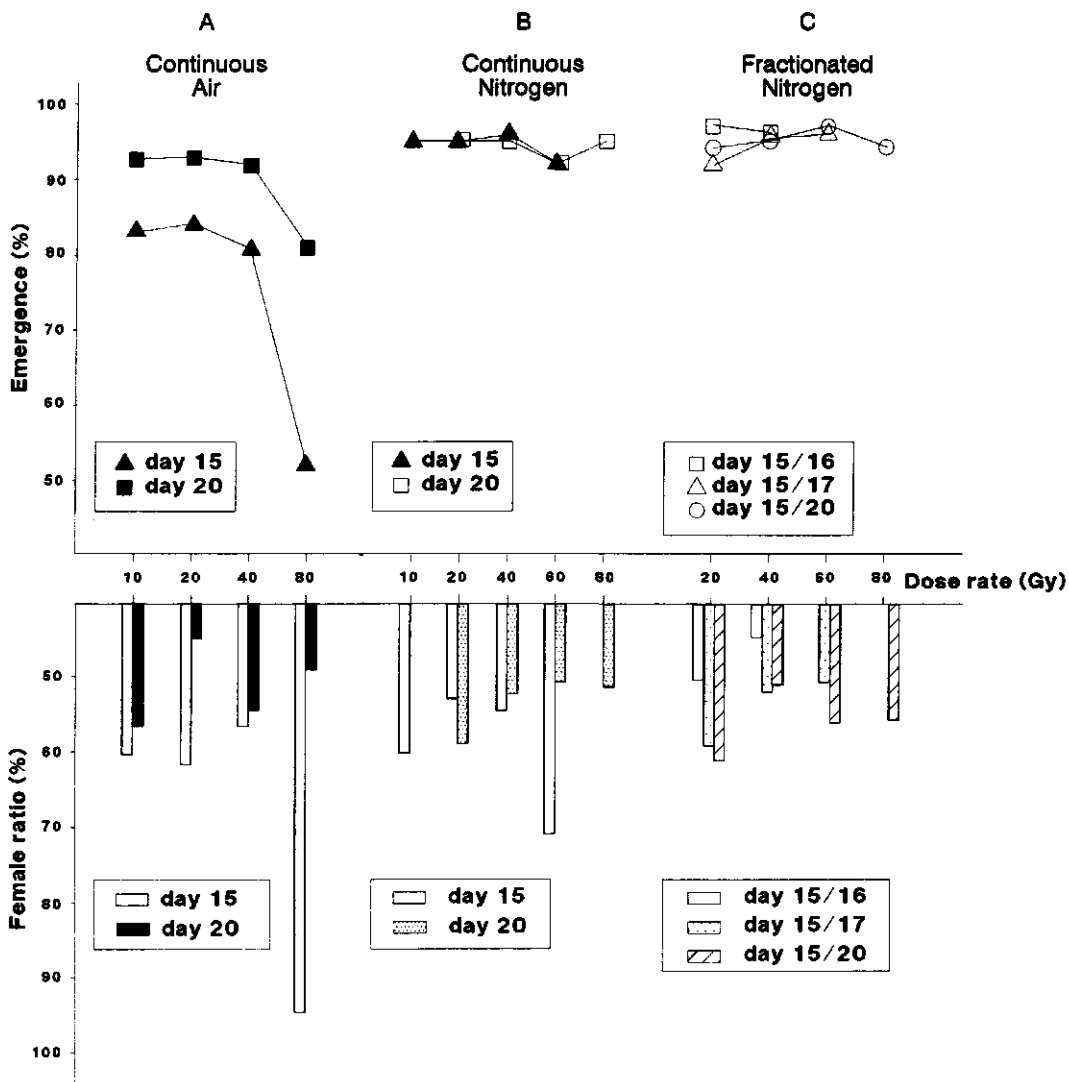 A
Continuous
Air
B
Continuous
Nitrogen
C
Fractionated
Nitrogen
Emergence (%)
100
90
80
70
60
50
day 15
day 20
day 15
day 20
day 15/16
day 15/17
day 15/20
10 20 40 80 10 20 40 60 80 20 40 60 80 Dose rate (Gy)
Female ratio (%)
50
60
70
80
90
100
day 15
day 20
day 15
day 20
day 15/16
day 15/17
day 15/20